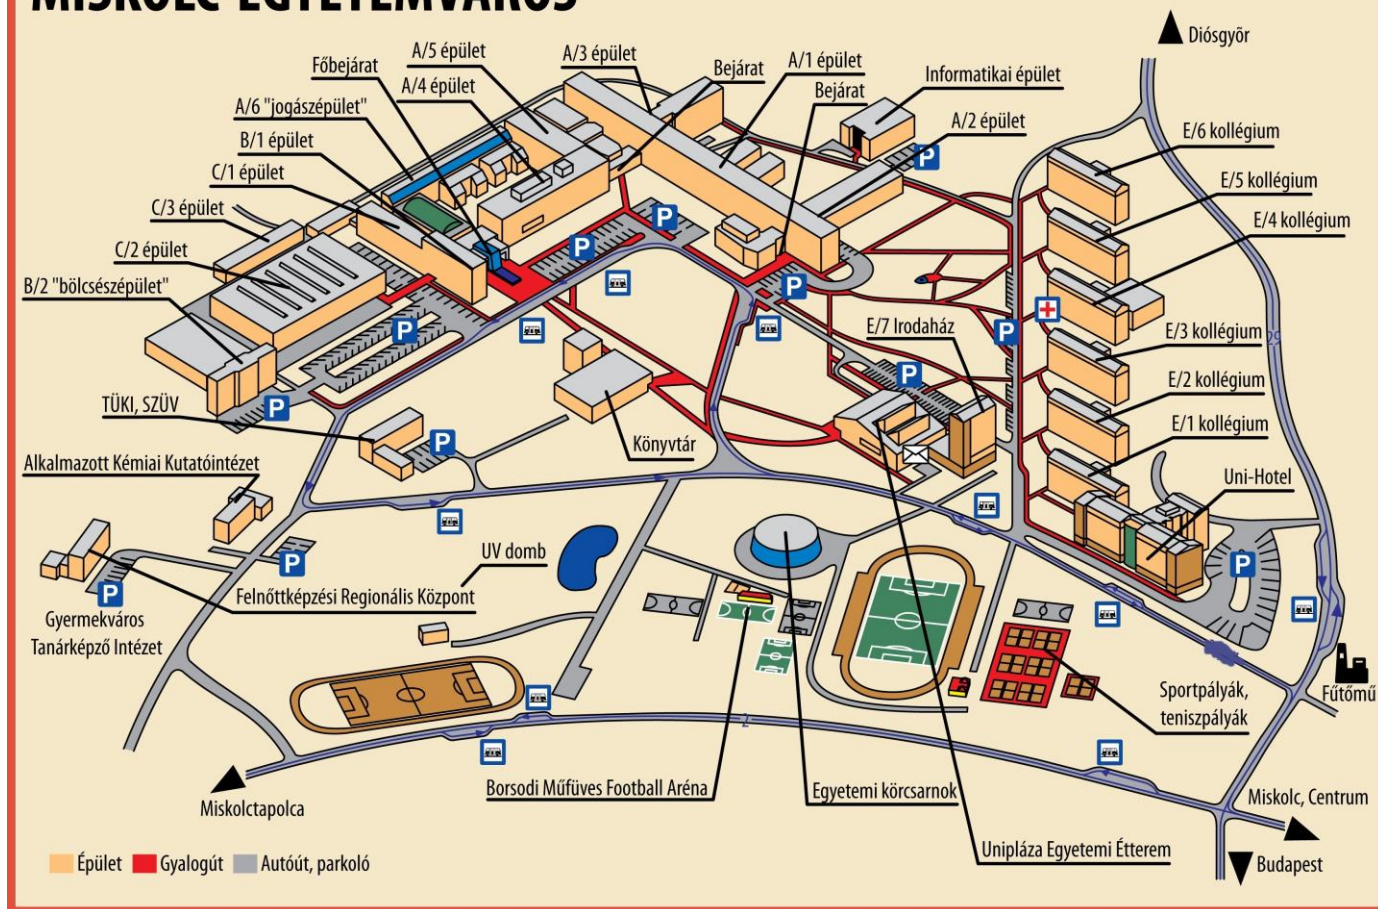 MISKOLC-EGYETEMVÁROS
Diósgyőr
A/5 épület
A/3 épület
A/1 épület
Főbejárat
Bejárat
Informatikai épület
A/4 épület
Bejárat
A/6 "jogászépület"
A/2 épület
B/1 épület
E/6 kollégium
C/1 épület
E/5 kollégium
C/3 épület
E/4 kollégium
C/2 épület
B/2 "bölcsészépület"
E/7 Irodaház
E/3 kollégium
29
E/2 kollégium
TÜKI, SZÜV
E/1 kollégium
Könyvtár
Alkalmazott Kémiai Kutatóintézet
Uni-Hotel
UV domb
Felnőttképzési Regionális Központ
Gyermekváros
Tanárképző Intézet
Sportpályák,
teniszpályák
Fűtőmű
2
Borsodi Műfüves Football Aréna
Egyetemi körcsarnok
Miskolc, Centrum
Miskolctapolca
Unipláza Egyetemi Étterem
Budapest
Épület
Gyalogút
Autóút, parkoló
P
P
P
P
P
P
P
P
P
P
P
P